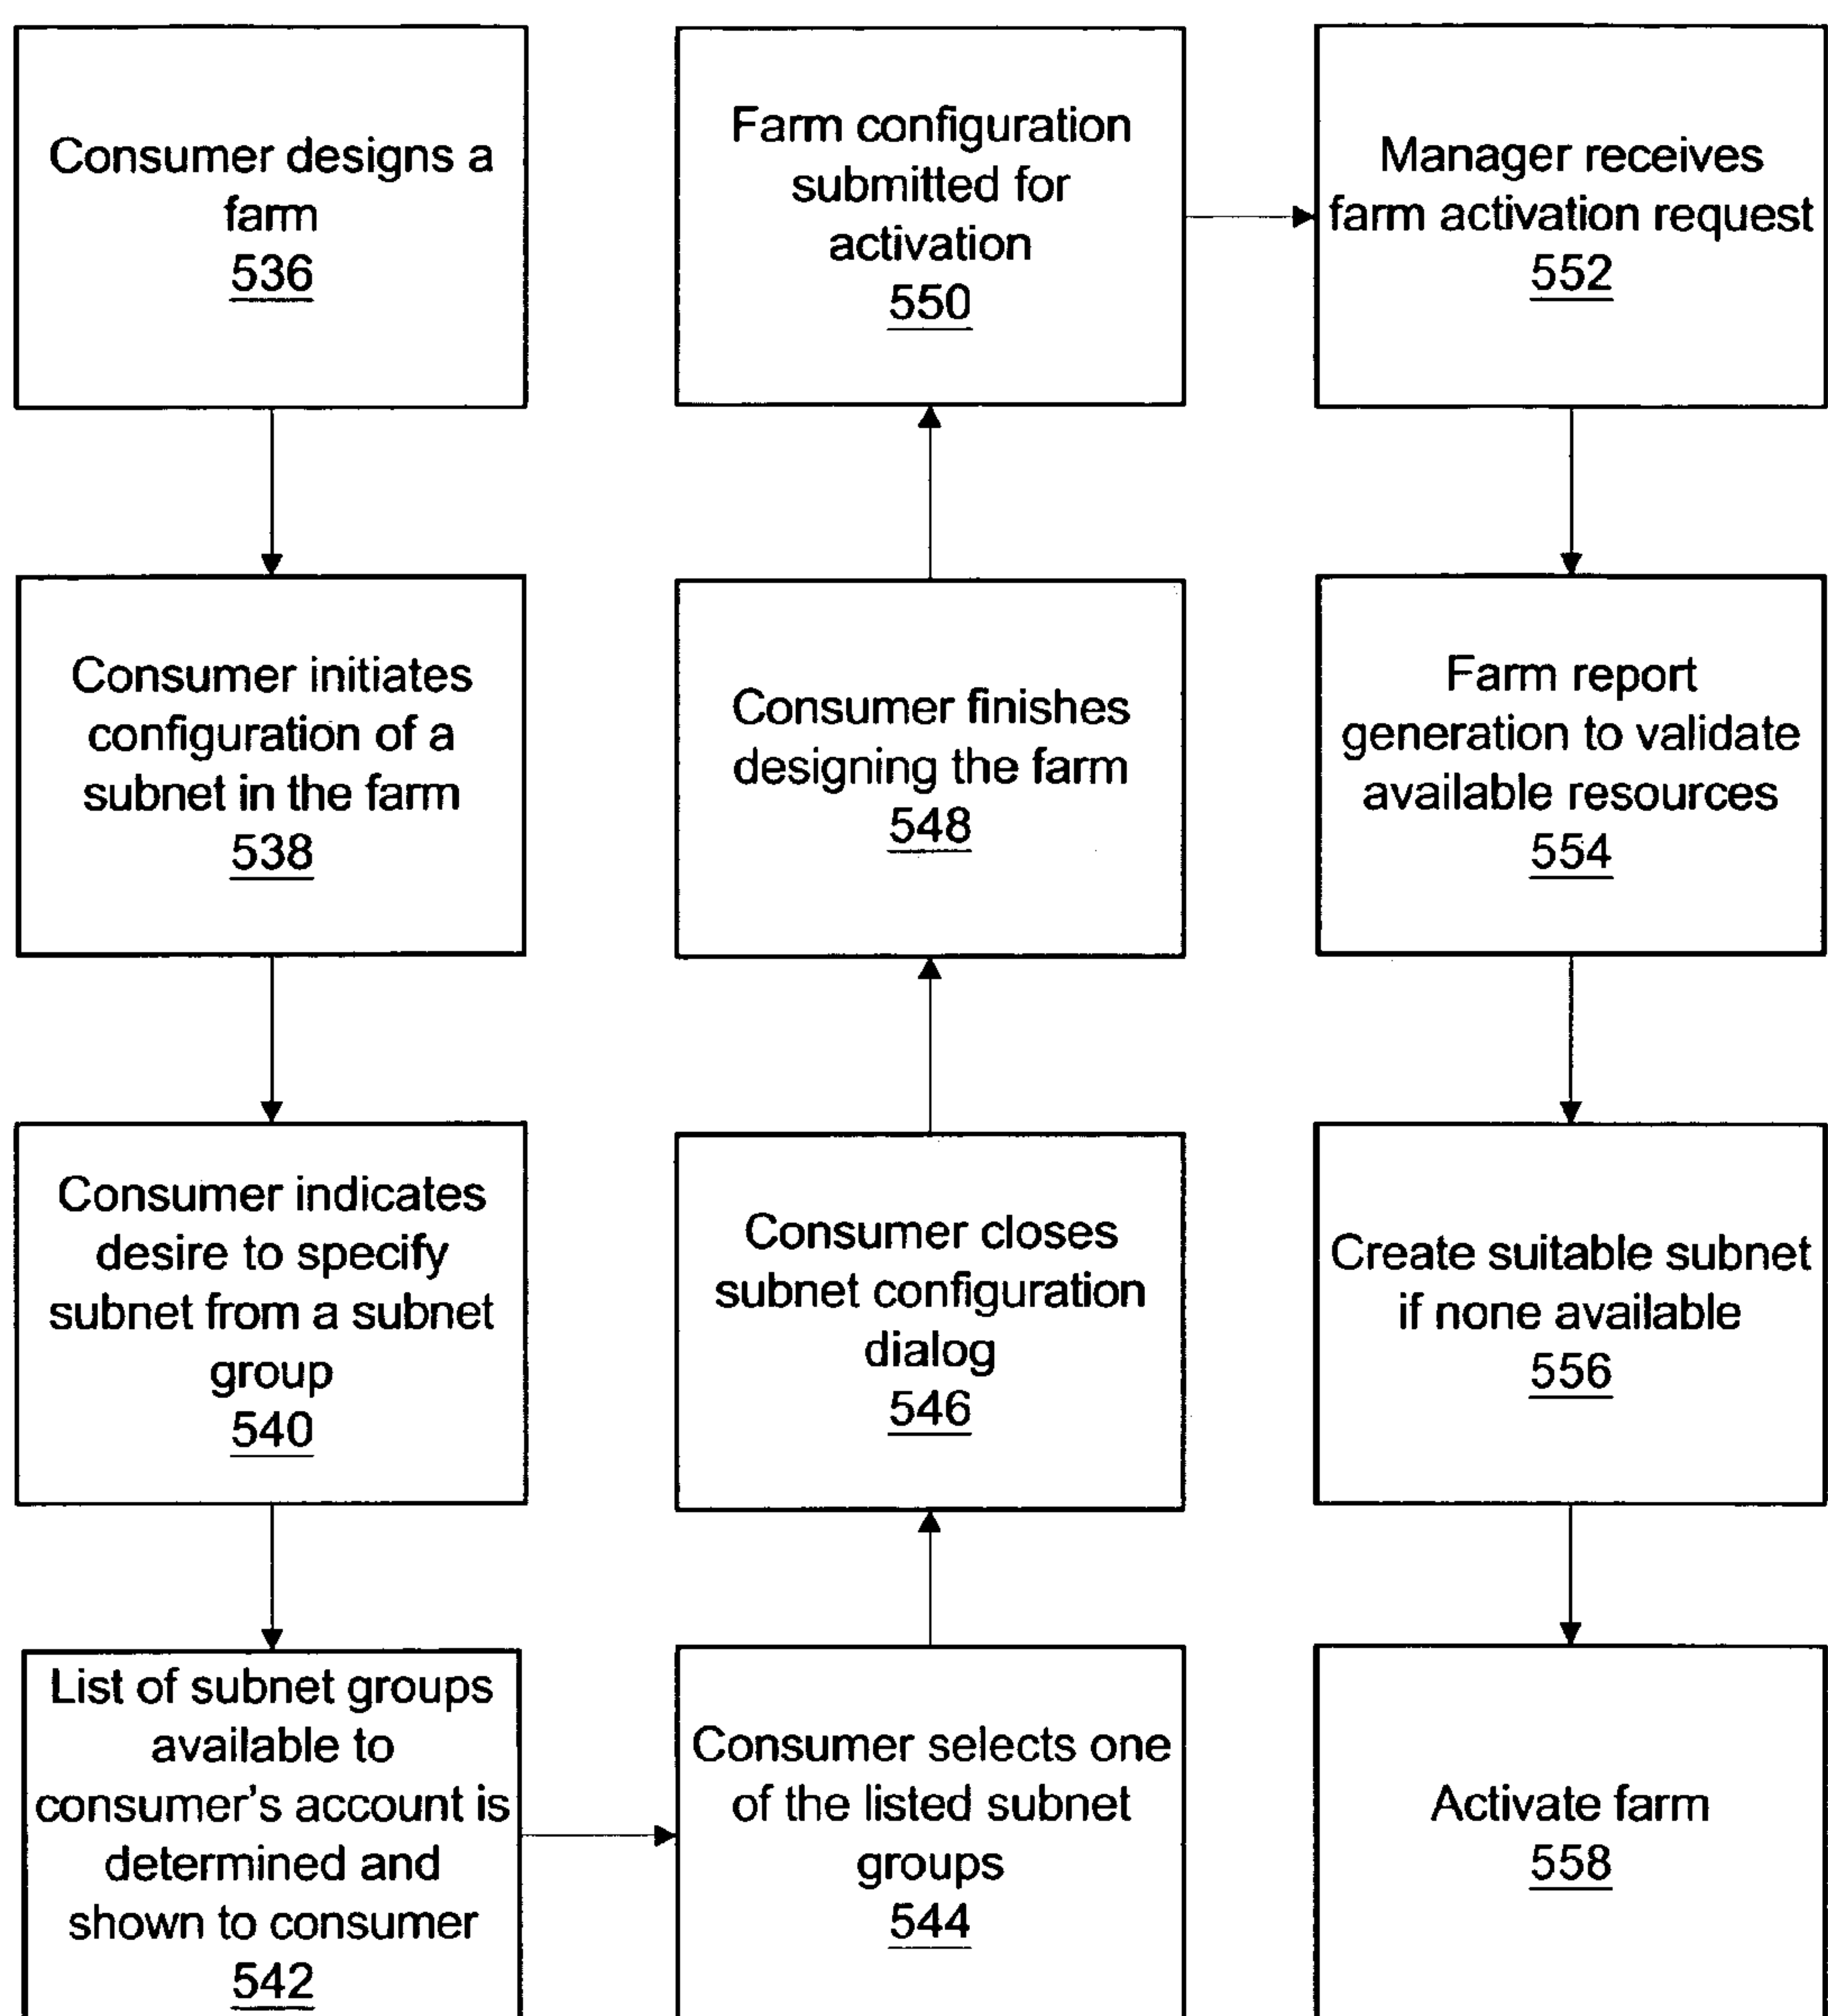 Consumer designs a
farm
536
Consumer initiates
configuration of a
subnet in the farm
538
Consumer indicates
desire to specify
subnet from a subnet
group
540
List of subnet groups
available to
consumer's account is
determined and
shown to consumer
542
Consumer selects one
of the listed subnet
groups
544
Consumer closes
subnet configuration
dialog
546
Consumer finishes
designing the farm
548
Farm configuration
submitted for
activation
550
Manager receives
farm activation request
552
Farm report
generation to validate
available resources
554
Create suitable subnet
if none available
556
Activate farm
558